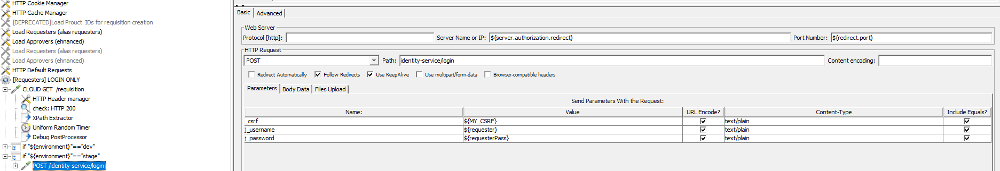 HTTP Cookie Manager
HTTP Cache Manager
[DEPRECATED]Load Prouct IDs for requisition creation
Load Requesters (alias requesters)
Load Approvers (ehnanced)
Load Requesters (alias requesters)
Load Approvers (ehnanced)
HTTP Default Requests
[Requesters] LOGIN ONLY
CLOUD GET /requisition
HTTP Header manager
check: HTTP 200
XPath Extractor
Uniform Random Timer
Debug PostProcessor
if "${environment}"=="dev"
if "${environment}"=="stage"
POST /identity-service/login
Basic Advanced
Web Server
Protocol [http]: Server Name or IP: ${server.authorization.redirect} Port Number: ${redirect.port}
HTTP Request
POST Path: identity-service/login Content encoding:
Redirect Automatically Follow Redirects Use KeepAlive Use multipart/form-data Browser-compatible headers
Parameters Body Data Files Upload
Send Parameters With the Request:
Name: Value URL Encode? Content-Type Include Equals?
_csrf ${MY_CSRF} text/plain
j_username ${requester} text/plain
j_password ${requesterPass} text/plain